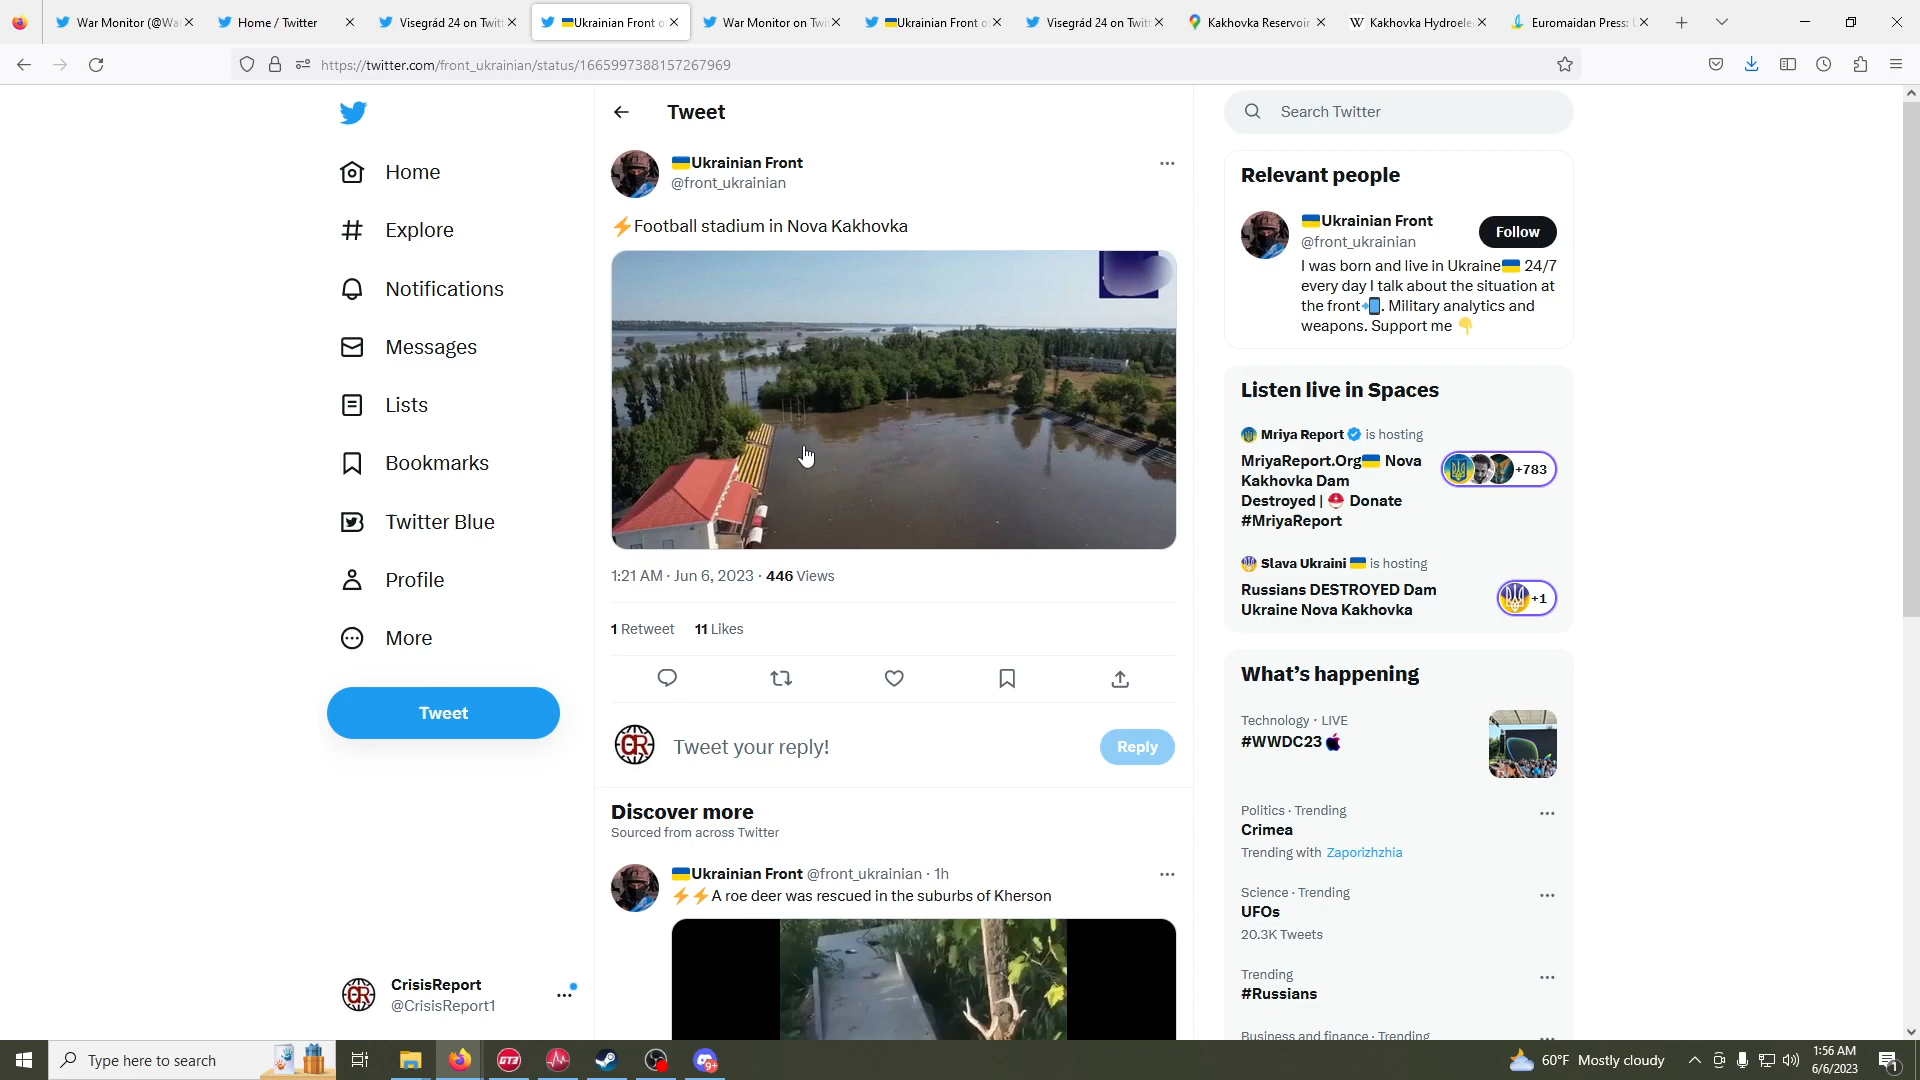 War Monitor (@Wa
Home / Twitter
Visegrád 24 on Twit
Ukrainian Front o
War Monitor on Twi
Ukrainian Front o
Visegrád 24 on Twit
Kakhovka Reservoir
Kakhovka Hydroele
Euromaidan Press:
https://twitter.com/front_ukrainian/status/1665997388157267969
Home
Explore
Notifications
Messages
Lists
Bookmarks
Twitter Blue
Profile
More
Tweet
CrisisReport
@CrisisReport1
Tweet
Ukrainian Front
@front_ukrainian
⚡Football stadium in Nova Kakhovka
1:21 AM · Jun 6, 2023 · 446 Views
1 Retweet 11 Likes
Tweet your reply!
Reply
Discover more
Sourced from across Twitter
Ukrainian Front @front_ukrainian · 1h
⚡⚡A roe deer was rescued in the suburbs of Kherson
Search Twitter
Relevant people
Ukrainian Front
@front_ukrainian
Follow
I was born and live in Ukraine 24/7
every day I talk about the situation at
the front. Military analytics and
weapons. Support me
Listen live in Spaces
Mriya Report is hosting
MriyaReport.Org Nova
Kakhovka Dam
Destroyed | Donate
#MriyaReport
+783
Slava Ukraini is hosting
Russians DESTROYED Dam
Ukraine Nova Kakhovka
+1
What's happening
Technology · LIVE
#WWDC23
Politics · Trending
Crimea
Trending with Zaporizhzhia
Science · Trending
UFOs
20.3K Tweets
Trending
#Russians
Business and finance · Trending
Type here to search
GT3
9+
60°F Mostly cloudy
1:56 AM
6/6/2023
1